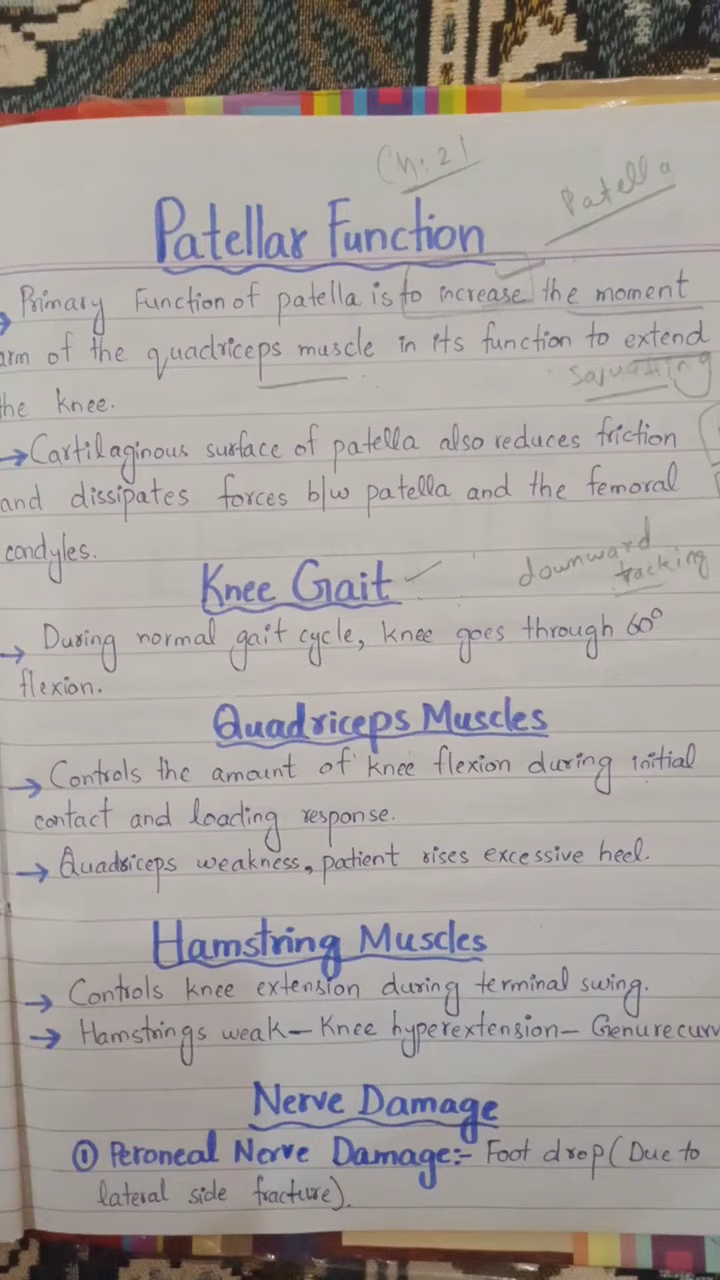 Ch: 21
Patella
Patellar Function
Primary Function of patella is to increase the moment
arm of the quadriceps muscle in its function to extend
squatting
the knee.
→ Cartilaginous surface of patella also reduces friction
and dissipates forces b/w patella and the femoral
condyles.
downward
tracking
Knee Gait ✓
→ During normal gait cycle, knee goes through 60°
flexion.
Quadriceps Muscles
→ Controls the amount of knee flexion during initial
contact and loading response.
→ Quadriceps weakness, patient rises excessive heel.
Hamstring Muscles
→ Controls knee extension during terminal swing.
→ Hamstrings weak – Knee hyperextension – Genurecurv
Nerve Damage
① Peroneal Nerve Damage:- Foot drop (Due to
lateral side fracture).